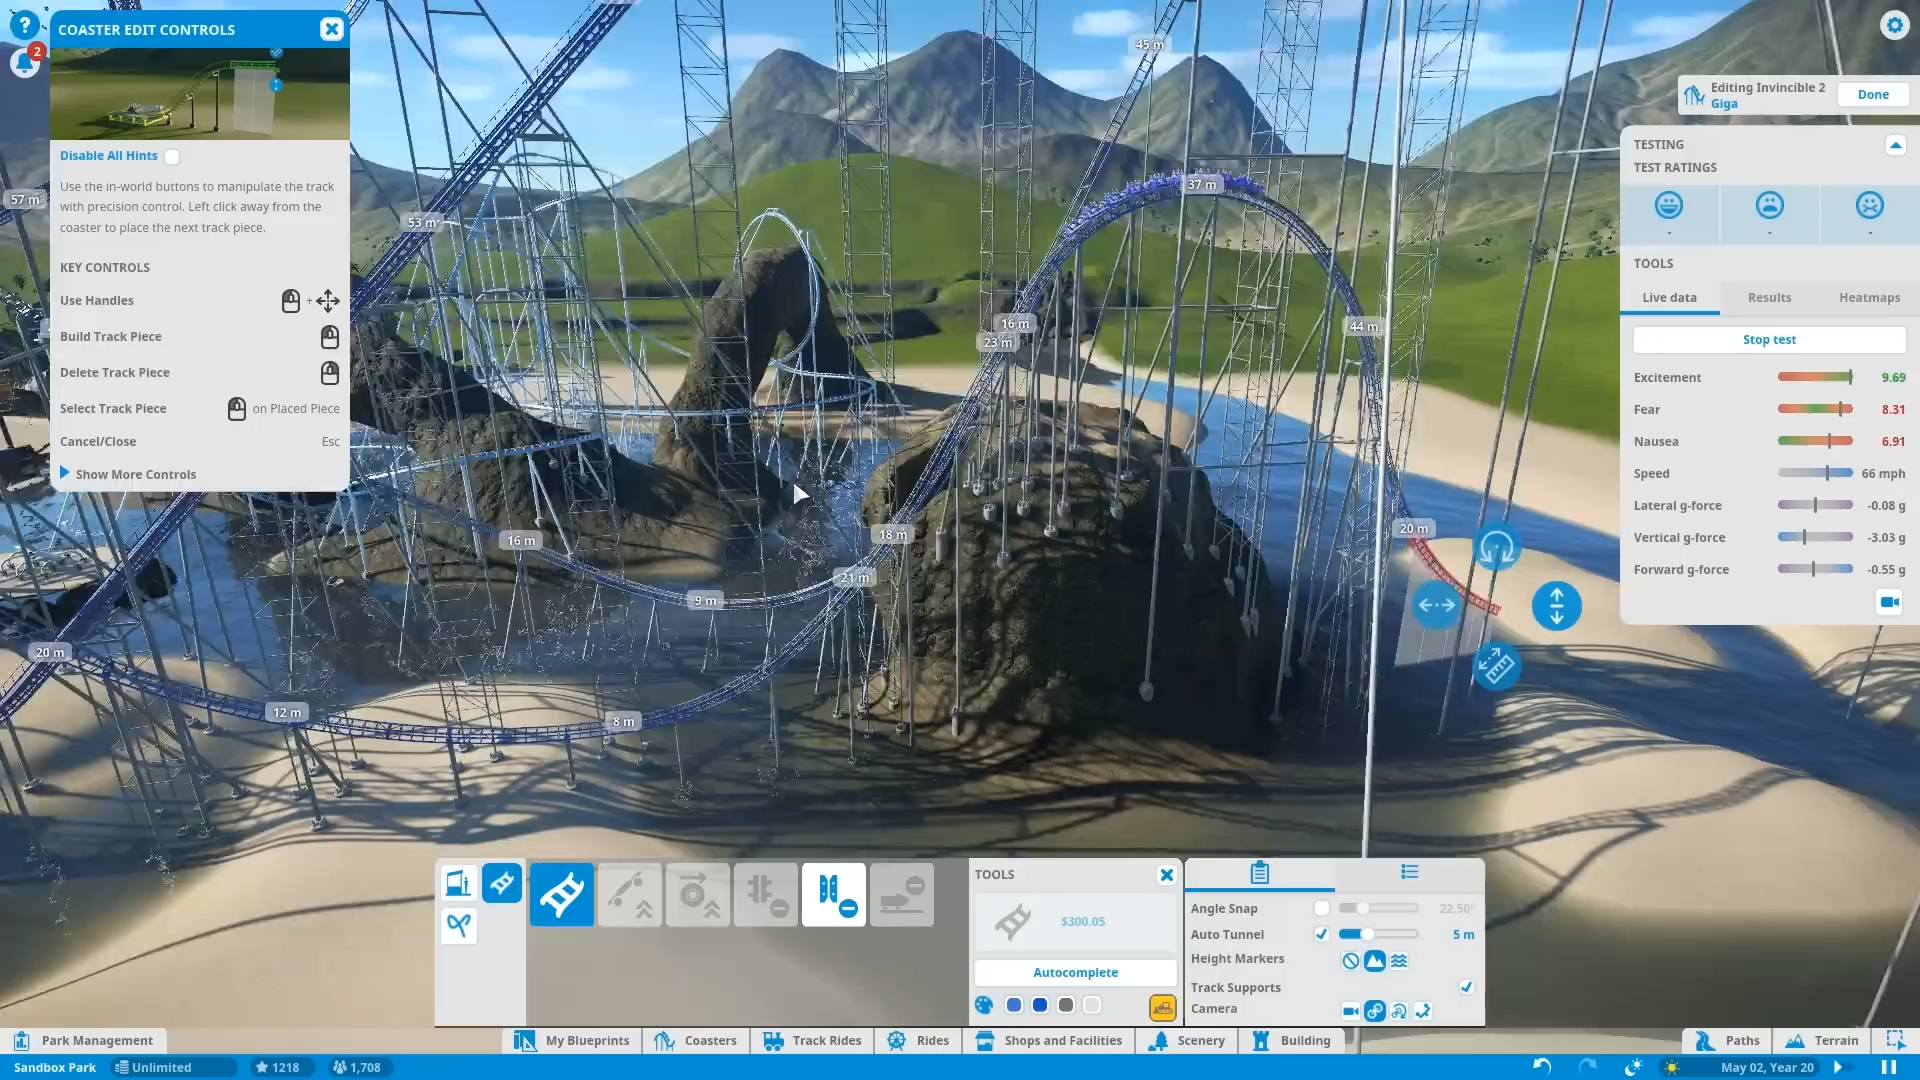 ?
2
COASTER EDIT CONTROLS
Disable All Hints
Use the in-world buttons to manipulate the track
with precision control. Left click away from the
coaster to place the next track piece.
KEY CONTROLS
Use Handles +
Build Track Piece
Delete Track Piece
Select Track Piece on Placed Piece
Cancel/Close Esc
Show More Controls
57 m
53 m
45 m
37 m
16 m
23 m
44 m
20 m
18 m
16 m
21 m
9 m
20 m
12 m
8 m
Editing Invincible 2
Giga
Done
TESTING
TEST RATINGS
- - -
TOOLS
Live data Results Heatmaps
Stop test
Excitement 9.69
Fear 8.31
Nausea 6.91
Speed 66 mph
Lateral g-force -0.08 g
Vertical g-force -3.03 g
Forward g-force -0.55 g
TOOLS
$300.05
Autocomplete
Angle Snap 22.50°
Auto Tunnel 5 m
Height Markers
Track Supports
Camera
Park Management My Blueprints Coasters Track Rides Rides Shops and Facilities Scenery Building Paths Terrain
Sandbox Park Unlimited 1218 1,708 May 02, Year 20